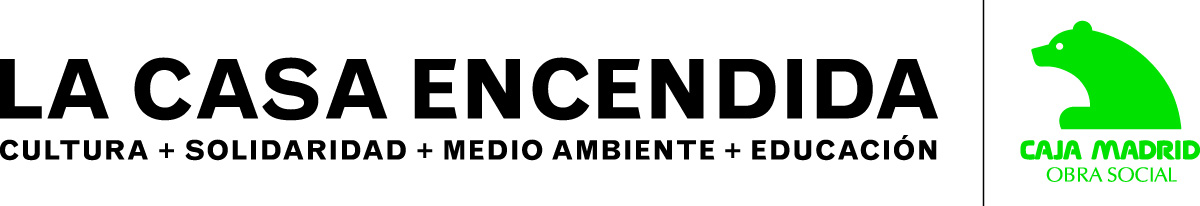 LA CASA ENCENDIDA
CULTURA + SOLIDARIDAD + MEDIO AMBIENTE + EDUCACIÓN
CAJA MADRID
OBRA SOCIAL